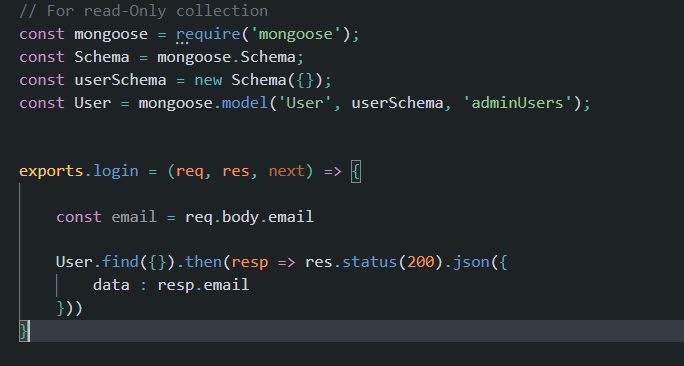 // For read-Only collection
const mongoose = require('mongoose');
const Schema = mongoose.Schema;
const userSchema = new Schema({});
const User = mongoose.model('User', userSchema, 'adminUsers');
exports.login = (req, res, next) => {
const email = req.body.email
User.find({}).then(resp => res.status(200).json({
data : resp.email
}))
}